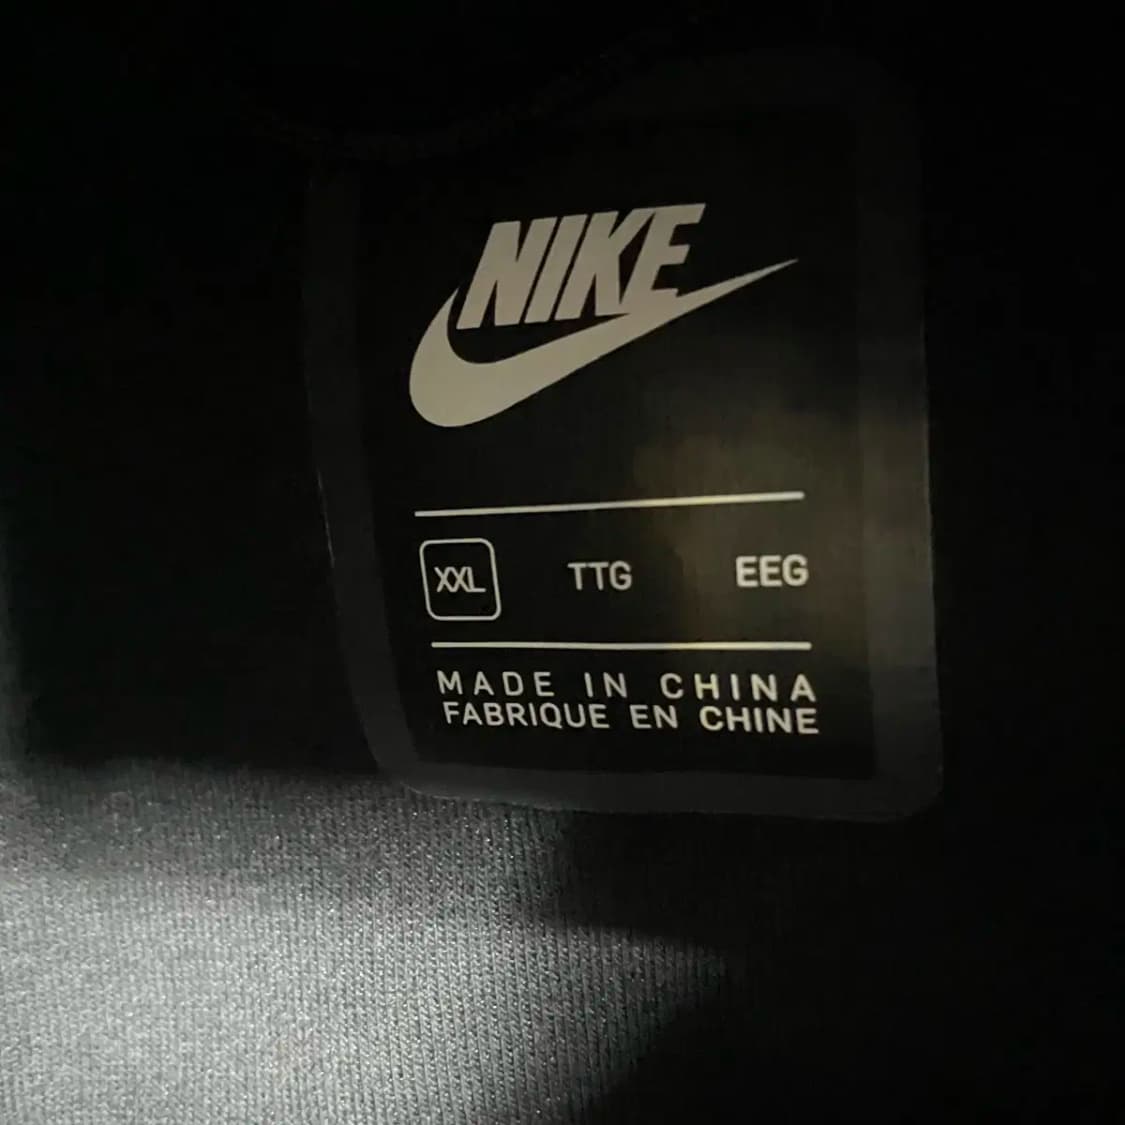 NIKE
XXL TTG EEG
MADE IN CHINA
FABRIQUE EN CHINE